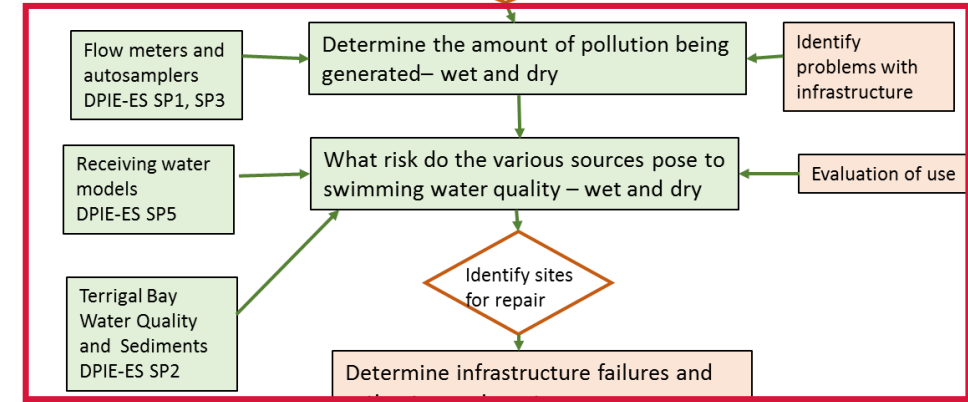 Flow meters and
autosamplers
DPIE-ES SP1, SP3
Determine the amount of pollution being
generated– wet and dry
Identify
problems with
infrastructure
Receiving water
models
DPIE-ES SP5
What risk do the various sources pose to
swimming water quality – wet and dry
Evaluation of use
Terrigal Bay
Water Quality
and Sediments
DPIE-ES SP2
Identify sites
for repair
Determine infrastructure failures and